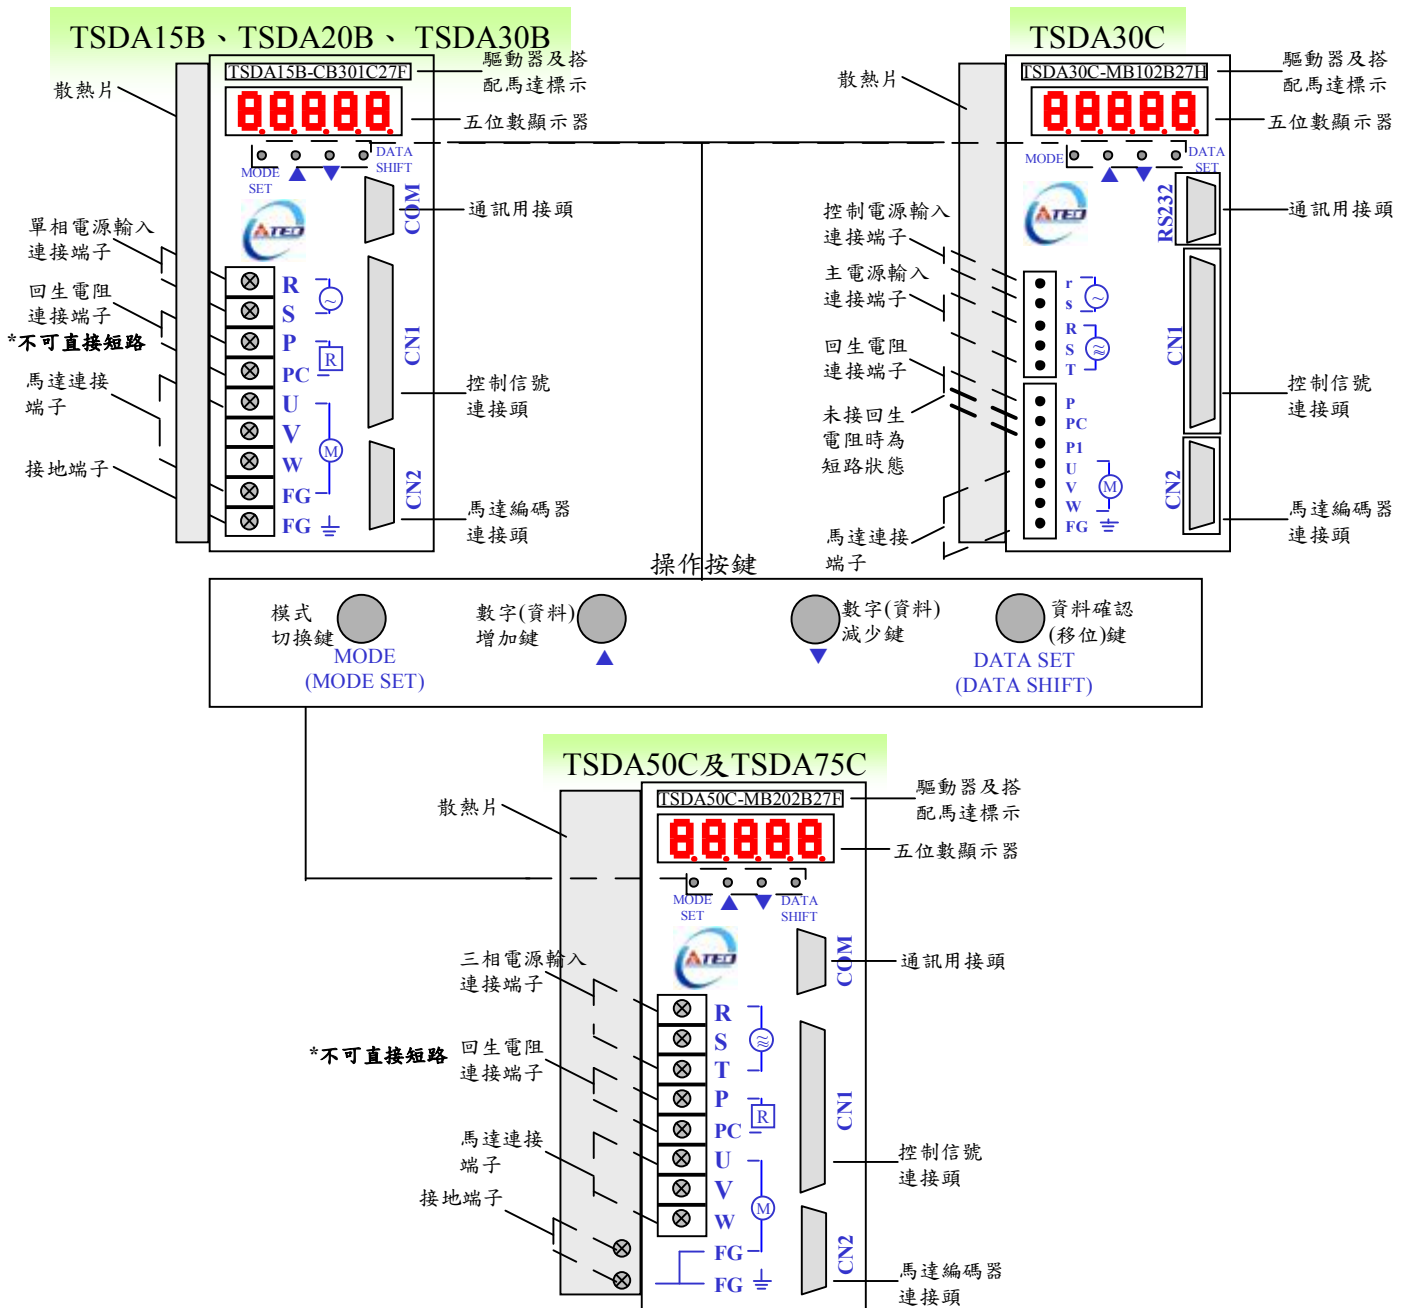 TSDA15B、TSDA20B、 TSDA30B
散熱片
TSDA15B-CB301C27F
驅動器及搭
配馬達標示
88888
五位數顯示器
MODE
SET
DATA
SHIFT
ATED
COM
通訊用接頭
單相電源輸入
連接端子
回生電阻
連接端子
*不可直接短路
馬達連接
端子
接地端子
R
S
P
PC
U
V
W
FG
FG
R
M
CN1
控制信號
連接頭
CN2
馬達編碼器
連接頭
TSDA30C
散熱片
TSDA30C-MB102B27H
驅動器及搭
配馬達標示
88888
五位數顯示器
MODE
DATA
SET
ATED
RS232
通訊用接頭
控制電源輸入
連接端子
主電源輸入
連接端子
回生電阻
連接端子
未接回生
電阻時為
短路狀態
馬達連接
端子
r
s
R
S
T
P
PC
P1
U
V
W
FG
M
CN1
控制信號
連接頭
CN2
馬達編碼器
連接頭
操作按鍵
模式
切換鍵
MODE
(MODE SET)
數字(資料)
增加鍵
數字(資料)
減少鍵
資料確認
(移位)鍵
DATA SET
(DATA SHIFT)
TSDA50C及TSDA75C
散熱片
TSDA50C-MB202B27F
驅動器及搭
配馬達標示
88888
五位數顯示器
MODE
SET
DATA
SHIFT
ATED
COM
通訊用接頭
三相電源輸入
連接端子
*不可直接短路
回生電阻
連接端子
馬達連接
端子
接地端子
R
S
T
P
PC
U
V
W
FG
FG
R
M
CN1
控制信號
連接頭
CN2
馬達編碼器
連接頭